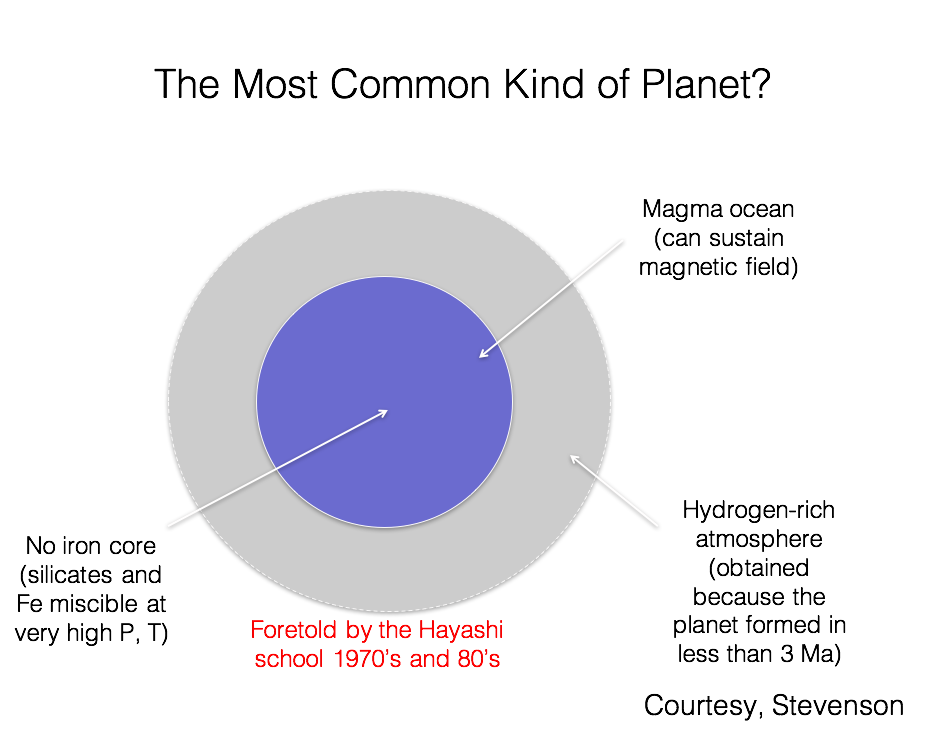 The Most Common Kind of Planet?
Magma ocean
(can sustain
magnetic field)
No iron core
(silicates and
Fe miscible at
very high P, T)
Foretold by the Hayashi
school 1970's and 80's
Hydrogen-rich
atmosphere
(obtained
because the
planet formed in
less than 3 Ma)
Courtesy, Stevenson